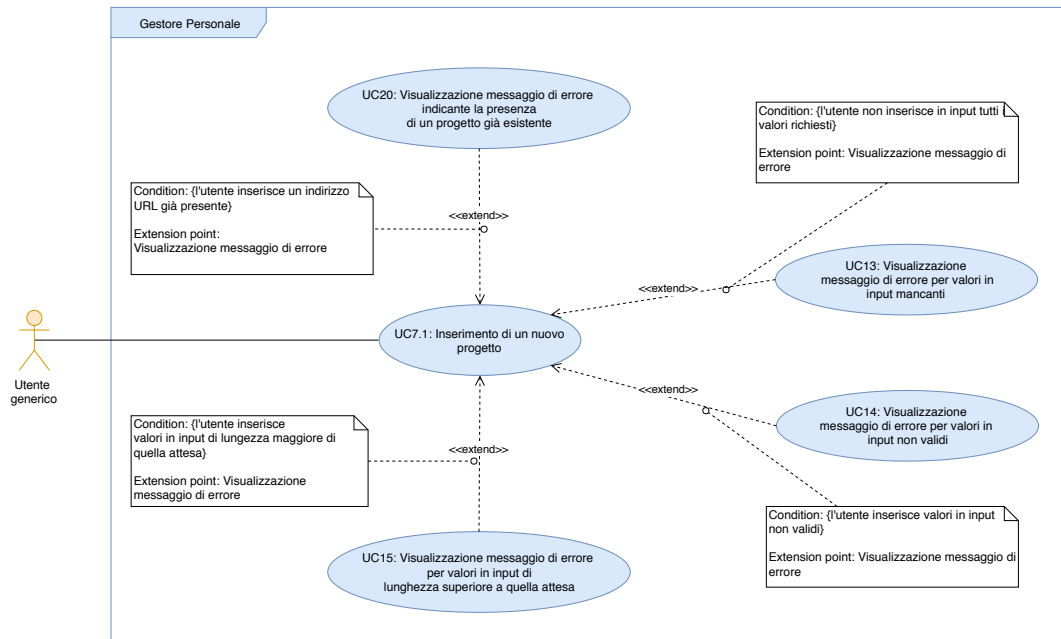 Gestore Personale
UC20: Visualizzazione messaggio di errore
indicante la presenza
di un progetto già esistente
Condition: {l'utente non inserisce in input tutti i
valori richiesti}
Extension point: Visualizzazione messaggio di
errore
Condition: {l'utente inserisce un indirizzo
URL già presente}
Extension point:
Visualizzazione messaggio di errore
<<extend>>
UC13: Visualizzazione
messaggio di errore per valori in
input mancanti
<<extend>>
UC7.1: Inserimento di un nuovo
progetto
Utente
generico
<<extend>>
UC14: Visualizzazione
messaggio di errore per valori in
input non validi
Condition: {l'utente inserisce
valori in input di lungezza maggiore di
quella attesa}
Extension point: Visualizzazione
messaggio di errore
<<extend>>
Condition: {l'utente inserisce valori in input
non validi}
Extension point: Visualizzazione messaggio di
errore
UC15: Visualizzazione messaggio di errore
per valori in input di
lunghezza superiore a quella attesa